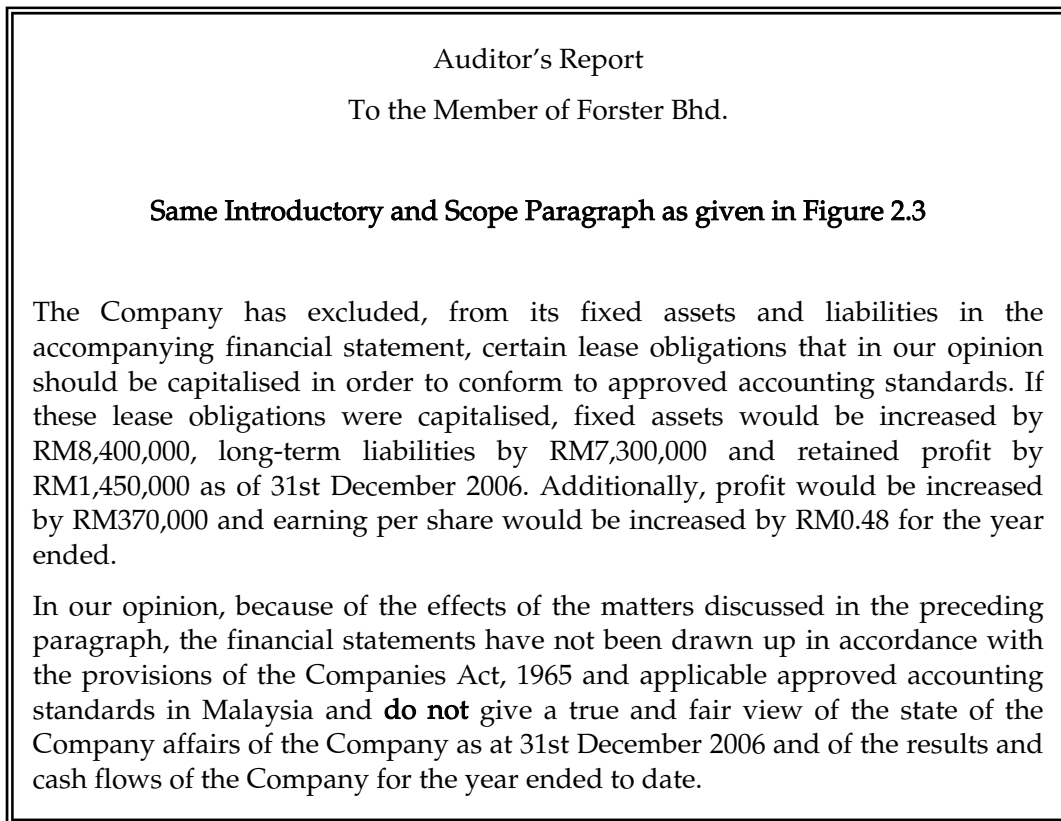 Auditor's Report
To the Member of Forster Bhd.
Same Introductory and Scope Paragraph as given in Figure 2.3
The Company has excluded, from its fixed assets and liabilities in the
accompanying financial statement, certain lease obligations that in our opinion
should be capitalised in order to conform to approved accounting standards. If
these lease obligations were capitalised, fixed assets would be increased by
RM8,400,000, long-term liabilities by RM7,300,000 and retained profit by
RM1,450,000 as of 31st December 2006. Additionally, profit would be increased
by RM370,000 and earning per share would be increased by RM0.48 for the year
ended.
In our opinion, because of the effects of the matters discussed in the preceding
paragraph, the financial statements have not been drawn up in accordance with
the provisions of the Companies Act, 1965 and applicable approved accounting
standards in Malaysia and do not give a true and fair view of the state of the
Company affairs of the Company as at 31st December 2006 and of the results and
cash flows of the Company for the year ended to date.